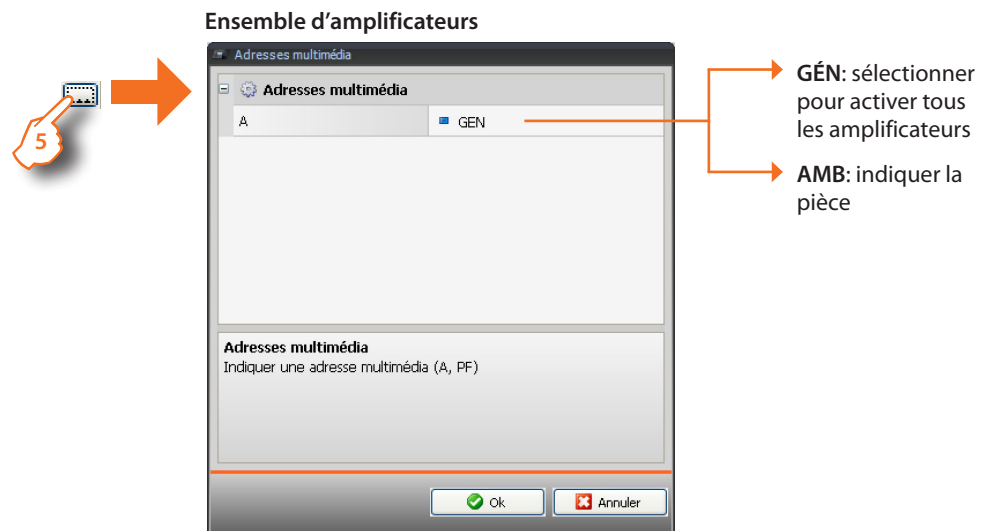 Ensemble d’amplificateurs
Adresses multimédia
Adresses multimédia
A
GEN
GÉN: sélectionner
pour activer tous
les amplificateurs
AMB: indiquer la
pièce
5
Adresses multimédia
Indiquer une adresse multimédia (A, PF)
Ok
Annuler